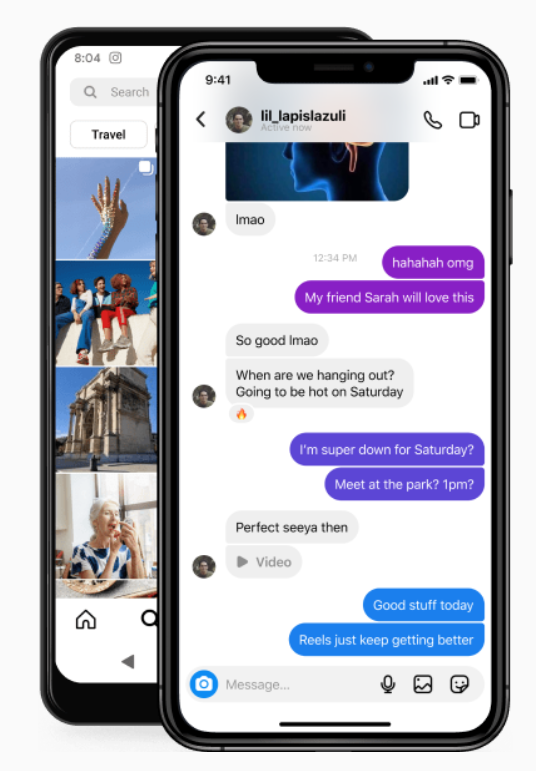 8:04
Search
Travel
9:41
lil_lapislazuli
Active now
lmao
12:34 PM
hahahah omg
My friend Sarah will love this
So good lmao
When are we hanging out?
Going to be hot on Saturday
I'm super down for Saturday?
Meet at the park? 1pm?
Perfect seeya then
Video
Good stuff today
Reels just keep getting better
Message...